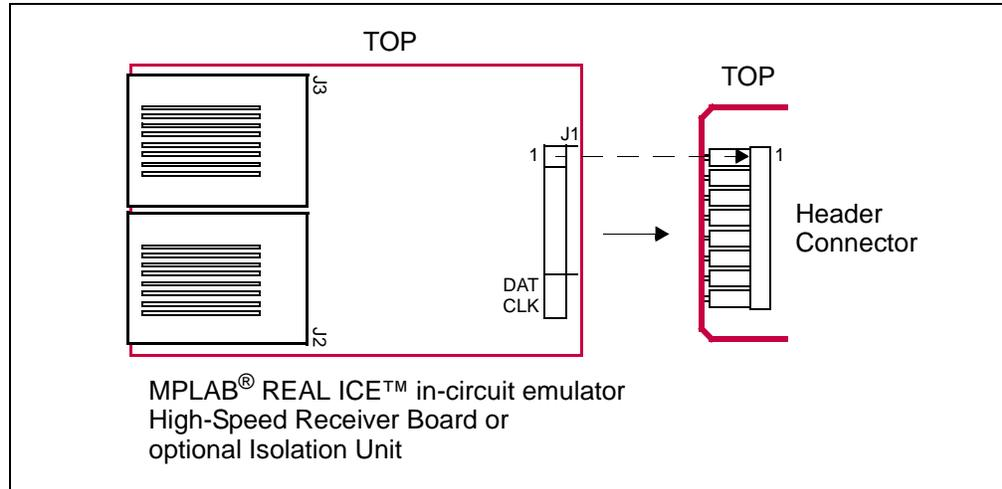 TOP
TOP
J3
J1
1
1
Header
Connector
DAT
CLK
J2
MPLAB® REAL ICE™ in-circuit emulator
High-Speed Receiver Board or
optional Isolation Unit